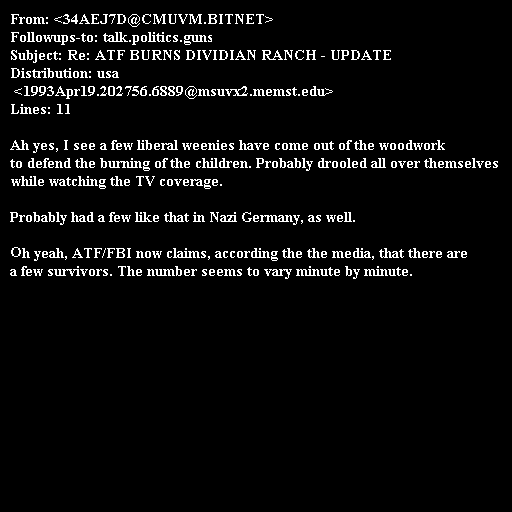 From: <34AEJ7D@CMUVM.BITNET>
Followups-to: talk.politics.guns
Subject: Re: ATF BURNS DIVIDIAN RANCH - UPDATE
Distribution: usa
<1993Apr19.202756.6889@msuvx2.memst.edu>
Lines: 11

Ah yes, I see a few liberal weenies have come out of the woodwork
to defend the burning of the children. Probably drooled all over themselves
while watching the TV coverage.

Probably had a few like that in Nazi Germany, as well.

Oh yeah, ATF/FBI now claims, according the the media, that there are
a few survivors. The number seems to vary minute by minute.